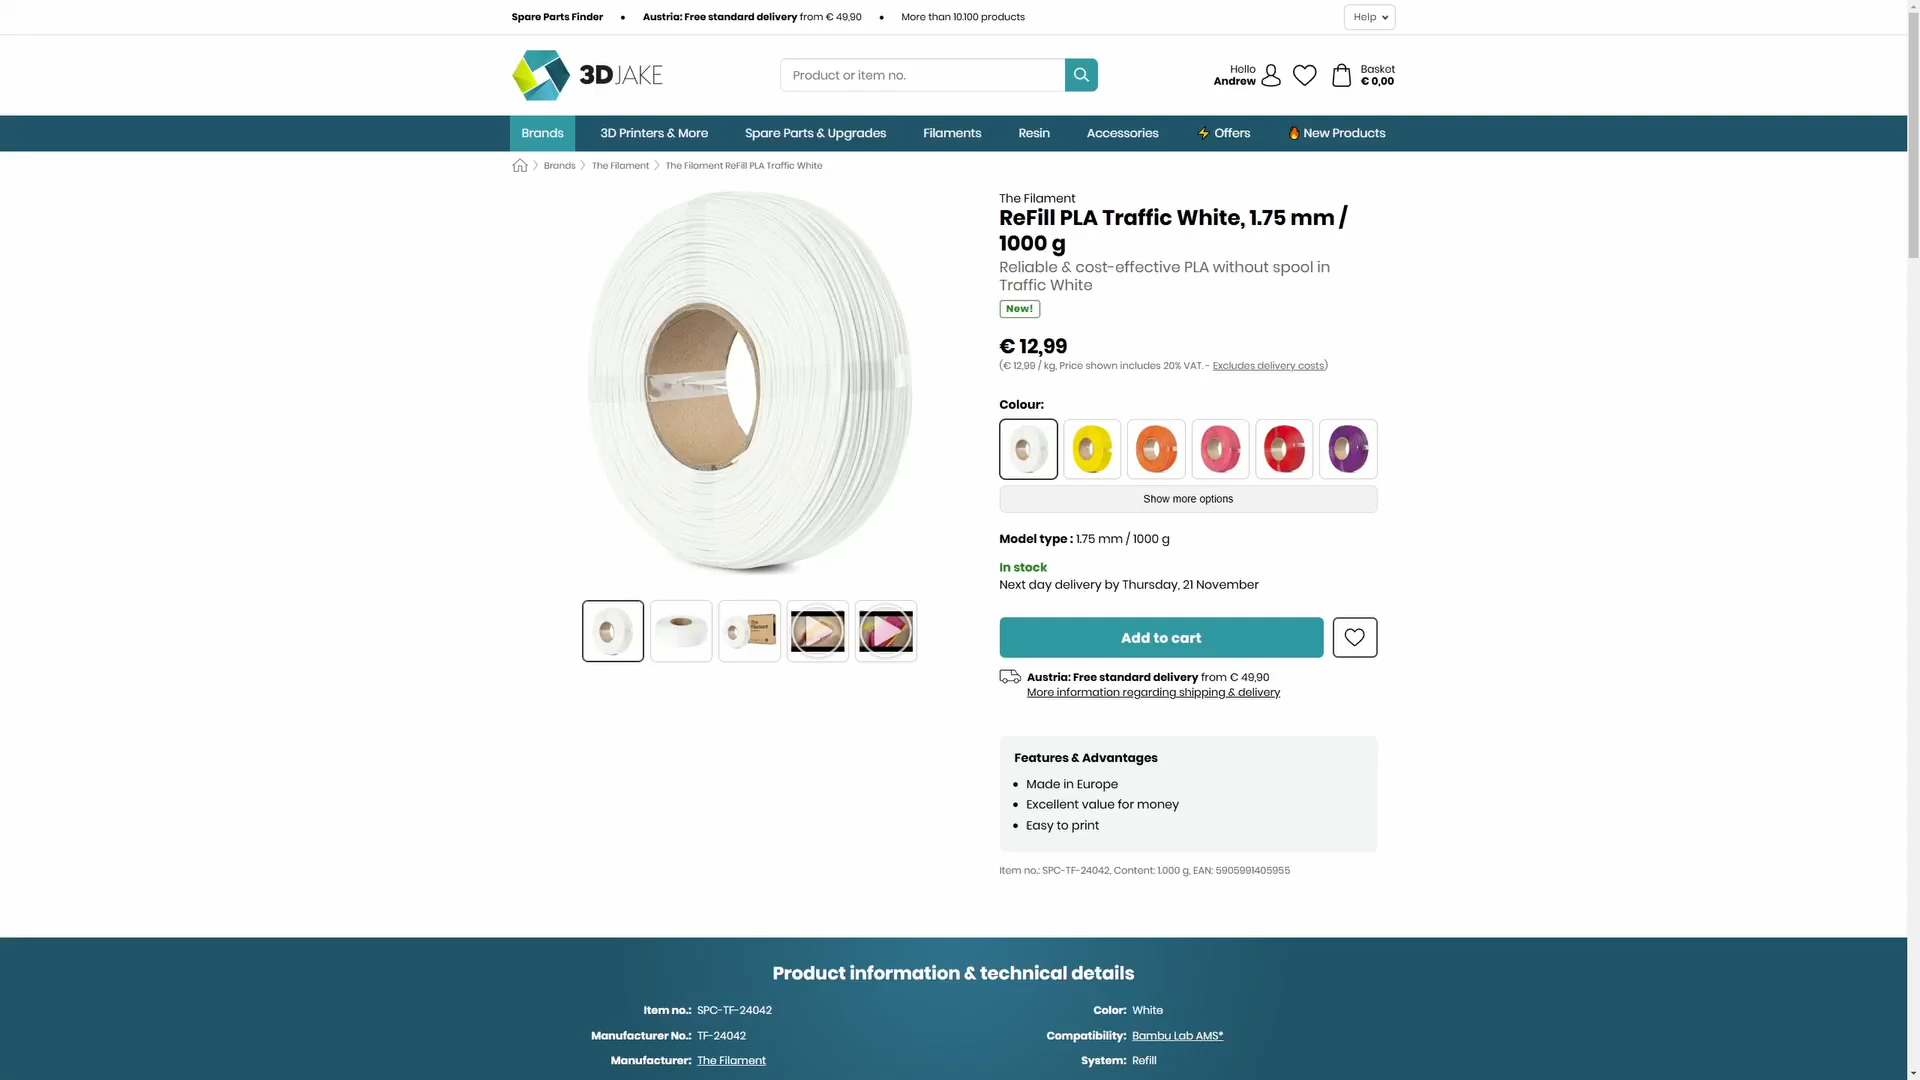 Spare Parts Finder • Austria: Free standard delivery from € 49,90 • More than 10.100 products
Help
3DJAKE
Product or item no.
Hello
Andrew
Basket
€ 0,00
Brands 3D Printers & More Spare Parts & Upgrades Filaments Resin Accessories Offers New Products
Brands The Filament The Filament ReFill PLA Traffic White
The Filament
ReFill PLA Traffic White, 1.75 mm /
1000 g
Reliable & cost-effective PLA without spool in
Traffic White
New!
€ 12,99
(€ 12,99 / kg, Price shown includes 20% VAT. - Excludes delivery costs)
Colour:
Show more options
Model type : 1.75 mm / 1000 g
In stock
Next day delivery by Thursday, 21 November
Add to cart
Austria: Free standard delivery from € 49,90
More information regarding shipping & delivery
Features & Advantages
• Made in Europe
• Excellent value for money
• Easy to print
Item no.: SPC-TF-24042, Content: 1.000 g, EAN: 5905991405955
Product information & technical details
Item no.: SPC-TF-24042
Manufacturer No.: TF-24042
Manufacturer: The Filament
Color: White
Compatibility: Bambu Lab AMS*
System: Refill